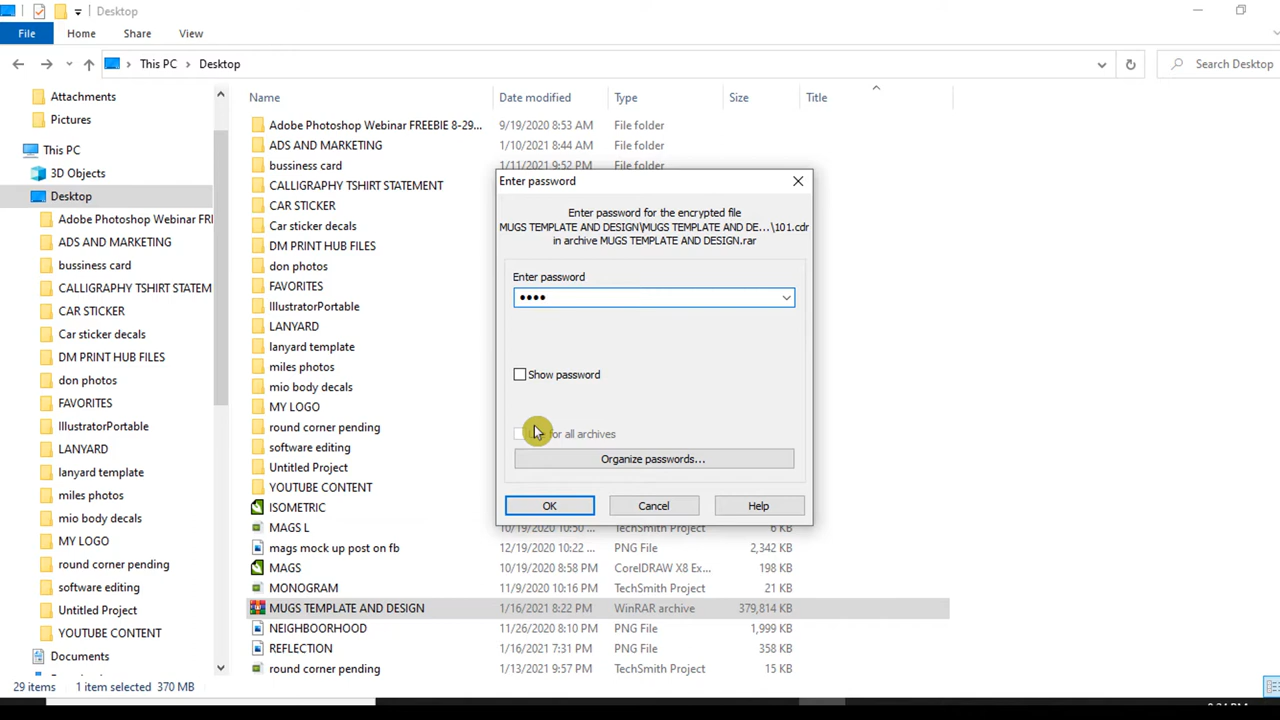 Desktop
File
Home
Share
View
This PC
Desktop
Search Desktop
Attachments
Pictures
This PC
3D Objects
Desktop
Adobe Photoshop Webinar FRI
ADS AND MARKETING
bussiness card
CALLIGRAPHY TSHIRT STATEM
CAR STICKER
Car sticker decals
DM PRINT HUB FILES
don photos
FAVORITES
IllustratorPortable
LANYARD
lanyard template
miles photos
mio body decals
MY LOGO
round corner pending
software editing
Untitled Project
YOUTUBE CONTENT
Documents
Name Date modified Type Size Title
Adobe Photoshop Webinar FREEBIE 8-29... 9/19/2020 8:53 AM File folder
ADS AND MARKETING 1/10/2021 8:44 AM File folder
bussiness card 1/11/2021 9:52 PM File folder
CALLIGRAPHY TSHIRT STATEMENT
CAR STICKER
Car sticker decals
DM PRINT HUB FILES
don photos
FAVORITES
IllustratorPortable
LANYARD
lanyard template
miles photos
mio body decals
MY LOGO
round corner pending
software editing
Untitled Project
YOUTUBE CONTENT
ISOMETRIC
MAGS L 10/19/2020 10:50 ... TechSmith Project 6 KB
mags mock up post on fb 12/19/2020 10:22 ... PNG File 2,342 KB
MAGS 10/19/2020 8:58 PM CorelDRAW X8 Ex... 198 KB
MONOGRAM 11/9/2020 10:16 PM TechSmith Project 21 KB
MUGS TEMPLATE AND DESIGN 1/16/2021 8:22 PM WinRAR archive 379,814 KB
NEIGHBOORHOOD 11/26/2020 8:10 PM PNG File 1,999 KB
REFLECTION 1/16/2021 7:31 PM PNG File 358 KB
round corner pending 1/13/2021 9:57 PM TechSmith Project 15 KB
Enter password
Enter password for the encrypted file
MUGS TEMPLATE AND DESIGN\MUGS TEMPLATE AND DE...\101.cdr
in archive MUGS TEMPLATE AND DESIGN.rar
Enter password
••••
Show password
for all archives
Organize passwords...
OK
Cancel
Help
29 items 1 item selected 370 MB